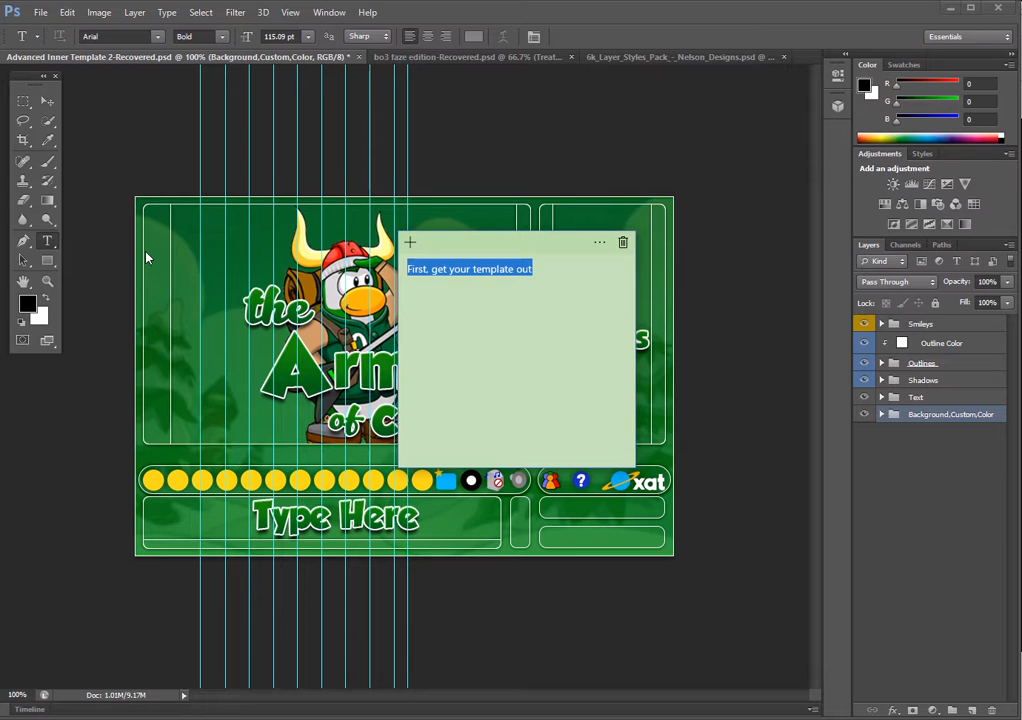 Ps File Edit Image Layer Type Select Filter 3D View Window Help
T Arial Bold 115.09 pt aa Sharp Essentials
Advanced Inner Template 2-Recovered.psd @ 100% (Background,Custom,Color, RGB/8) * × bo3 faze edition-Recovered.psd @ 66.7% (Treat... × 6k_Layer_Styles_Pack_-_Nelson_Designs.psd @ ... ×
Color Swatches
R 0
G 0
B 0
Adjustments Styles
Add an adjustment
Layers Channels Paths
Kind
Pass Through Opacity: 100%
Lock: Fill: 100%
Smileys
Outline Color
Outlines
Shadows
Text
Background,Custom,Color
First, get your template out
the
Arm
of C
s
xat
Type Here
100% Doc: 1.01M/9.17M
Timeline